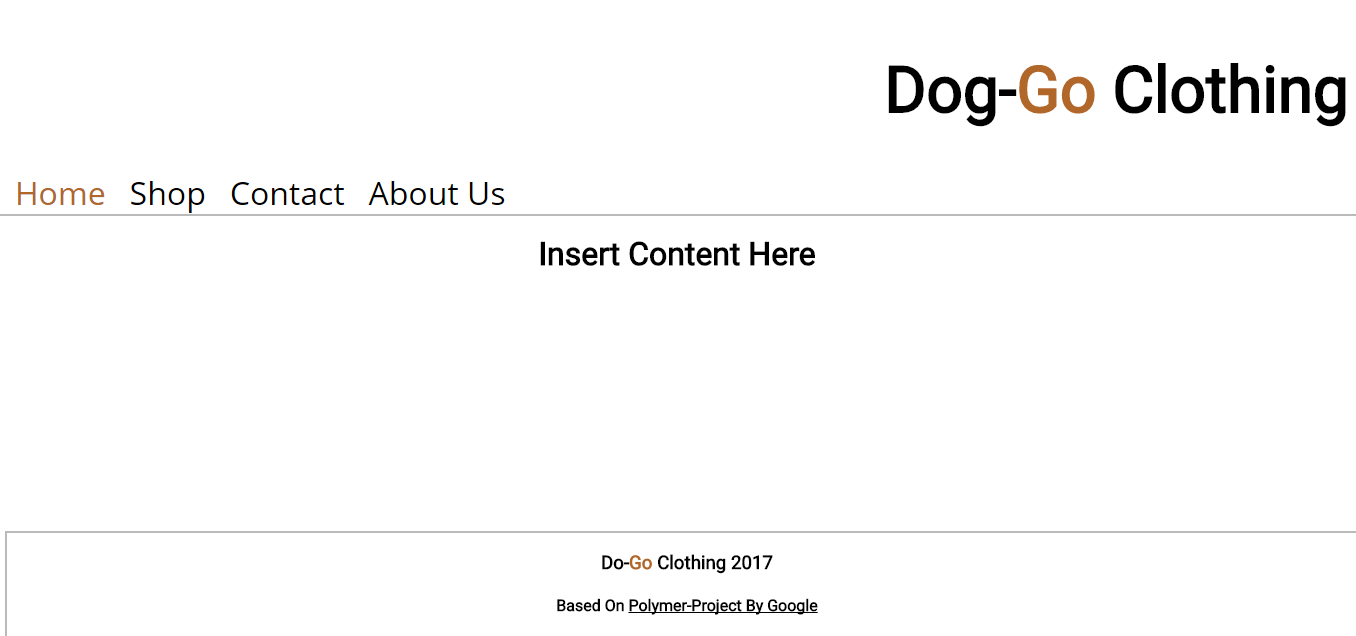 Dog-Go Clothing
Home Shop Contact About Us
Insert Content Here
Do-Go Clothing 2017
Based On Polymer-Project By Google